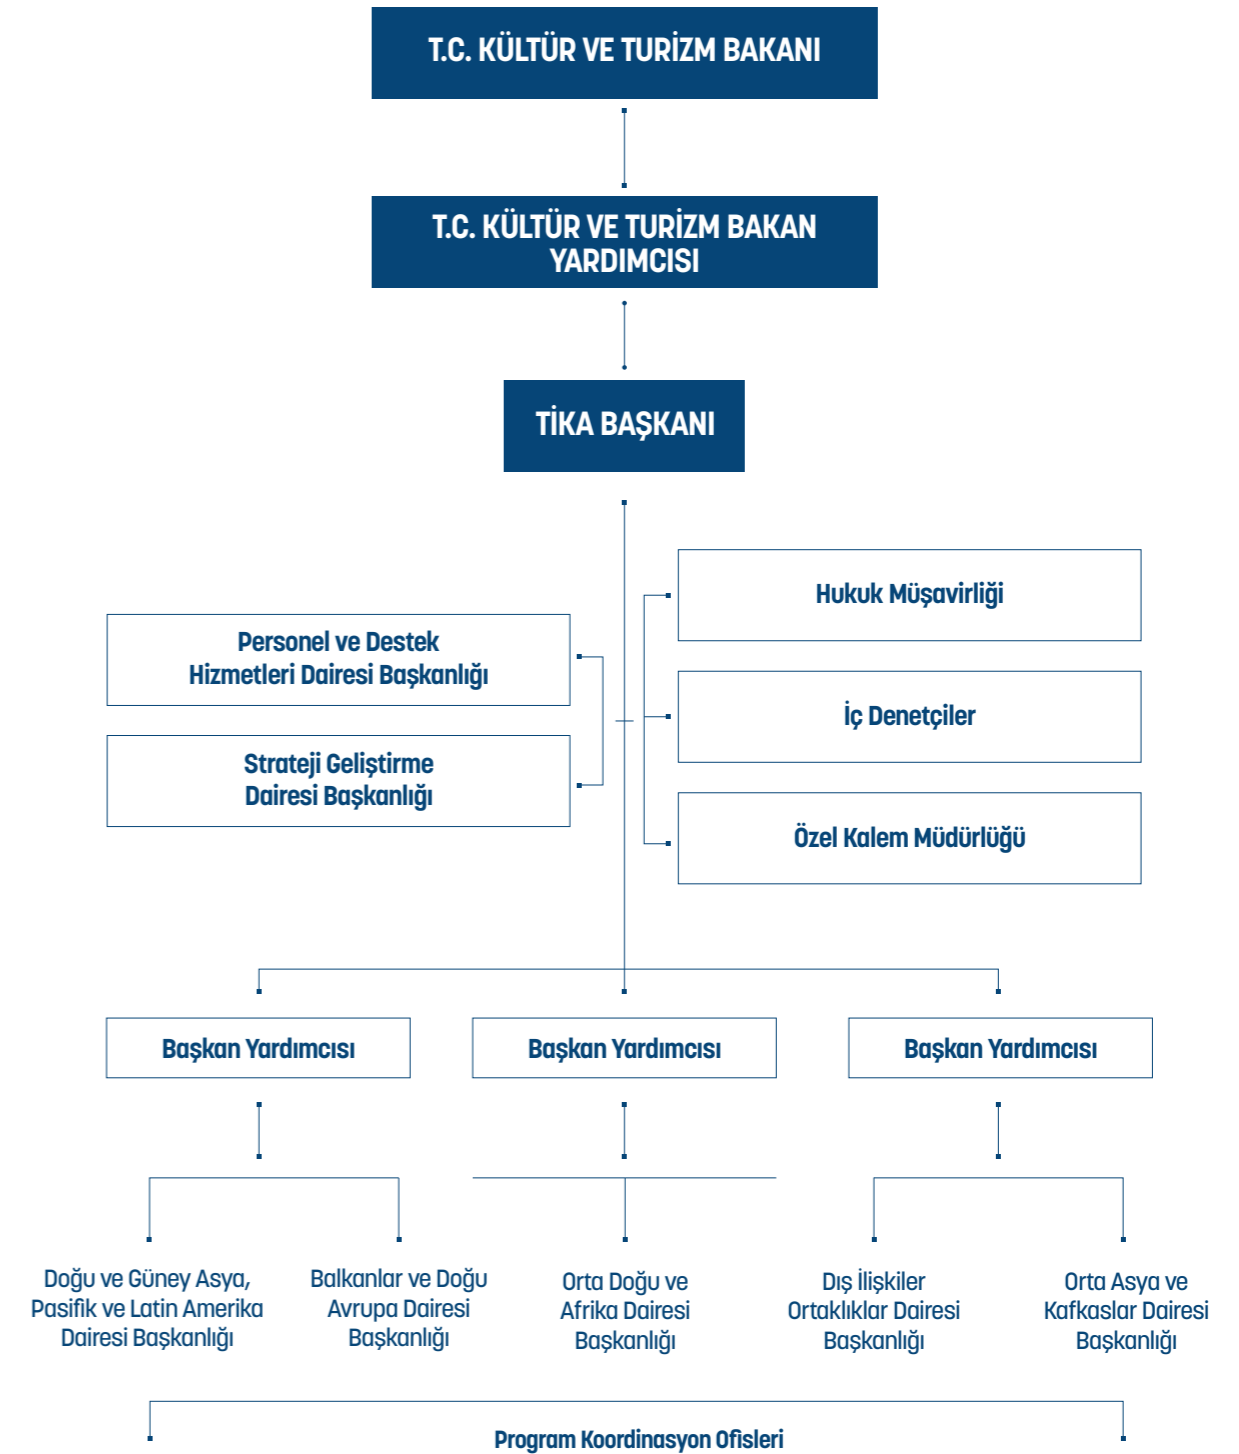 T.C. KÜLTÜR VE TURİZM BAKANI
T.C. KÜLTÜR VE TURİZM BAKAN
YARDIMCISI
TİKA BAŞKANI
Personel ve Destek
Hizmetleri Dairesi Başkanlığı
Strateji Geliştirme
Dairesi Başkanlığı
Hukuk Müşavirliği
İç Denetçiler
Özel Kalem Müdürlüğü
Başkan Yardımcısı
Başkan Yardımcısı
Başkan Yardımcısı
Doğu ve Güney Asya,
Pasifik ve Latin Amerika
Dairesi Başkanlığı
Balkanlar ve Doğu
Avrupa Dairesi
Başkanlığı
Orta Doğu ve
Afrika Dairesi
Başkanlığı
Dış İlişkiler
Ortaklıklar Dairesi
Başkanlığı
Orta Asya ve
Kafkaslar Dairesi
Başkanlığı
Program Koordinasyon Ofisleri